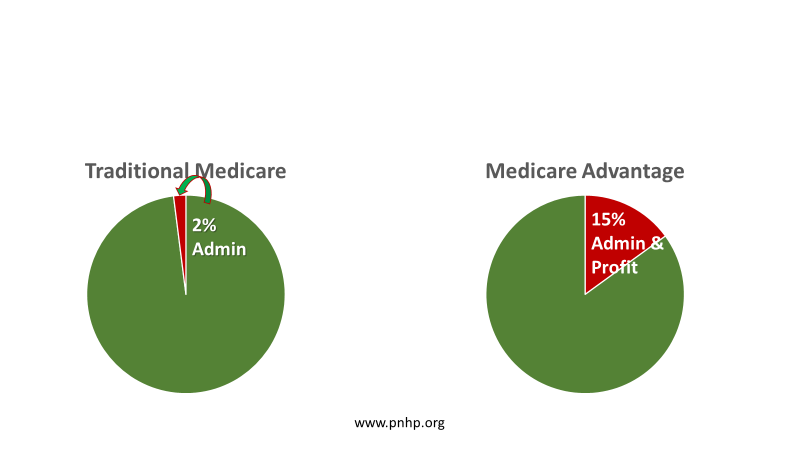 Traditional Medicare
2%
Admin
Medicare Advantage
15%
Admin &
Profit
www.pnhp.org